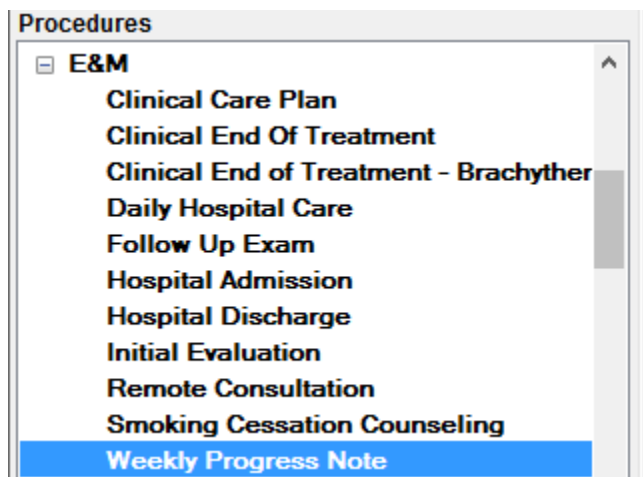 Procedures
E&M
Clinical Care Plan
Clinical End Of Treatment
Clinical End of Treatment - Brachyther
Daily Hospital Care
Follow Up Exam
Hospital Admission
Hospital Discharge
Initial Evaluation
Remote Consultation
Smoking Cessation Counseling
Weekly Progress Note